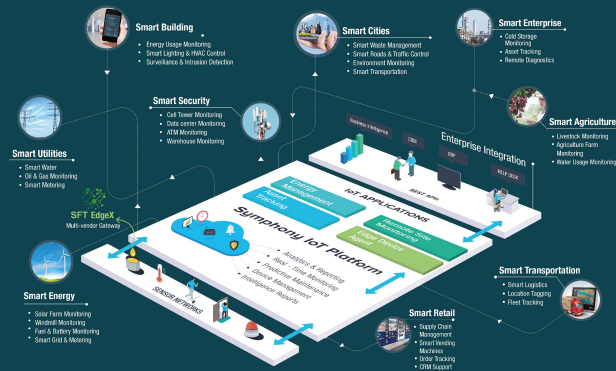 Smart Building
• Energy Usage Monitoring
• Smart Lighting & HVAC Control
• Surveillance & Intrusion Detection
Smart Cities
• Smart Waste Management
• Smart Roads & Traffic Control
• Environment Monitoring
• Smart Transportation
Smart Enterprise
• Cold Storage
Monitoring
• Asset Tracking
• Remote Diagnostics
Smart Security
• Cell Tower Monitoring
• Data center Monitoring
• ATM Monitoring
• Warehouse Monitoring
Smart Agriculture
• Livestock Monitoring
• Agriculture Farm
Monitoring
• Water Usage Monitoring
Smart Utilities
• Smart Water
• Oil & Gas Monitoring
• Smart Metering
Enterprise Integration
Business Intelligence
CRM
ERP
HELP DESK
REST APIs
IoT APPLICATIONS
Energy
Management
Asset
Tracking
Remote Site
Monitoring
Edge Device
Agent
Symphony IoT Platform
• Analytics & Reporting
• Real - Time Monitoring
• Predictive Maintainance
• Device Management
• Intelligence Reports
SFT EdgeX
Multi-vendor Gateway
SENSOR NETWORKS
Smart Energy
• Solar Farm Monitoring
• Windmill Monitoring
• Fuel & Battery Monitoring
• Smart Grid & Metering
Smart Retail
• Supply Chain
Management
• Smart Vending
Machines
• Order Tracking
• CRM Support
Smart Transportation
• Smart Logistics
• Location Tagging
• Fleet Tracking